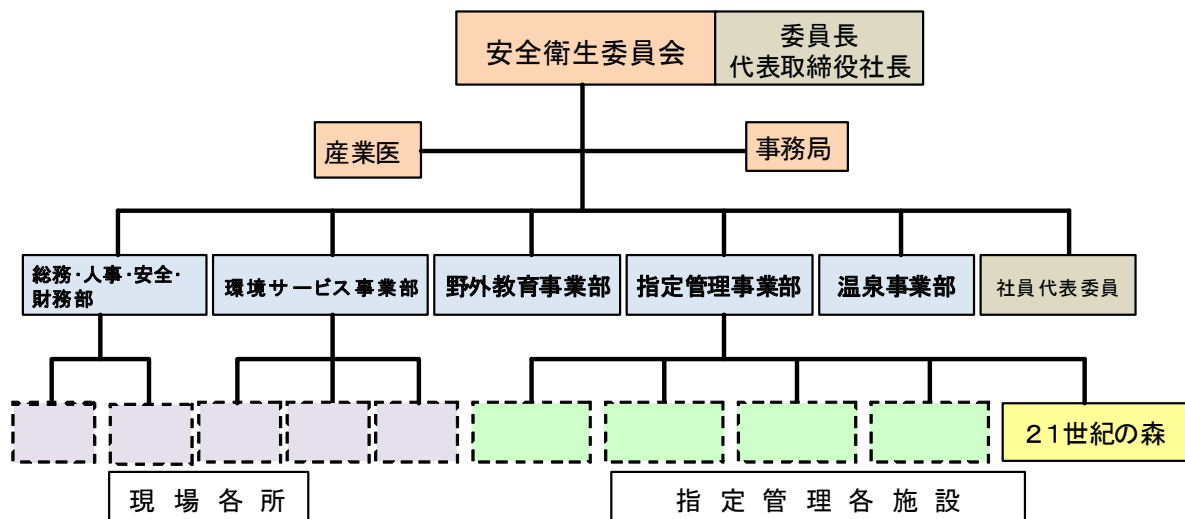 安全衛生委員会
委員長
代表取締役社長
産業医
事務局
総務・人事・安全・
財務部
環境サービス事業部
野外教育事業部
指定管理事業部
温泉事業部
社員代表委員
21世紀の森
現場各所
指定管理各施設